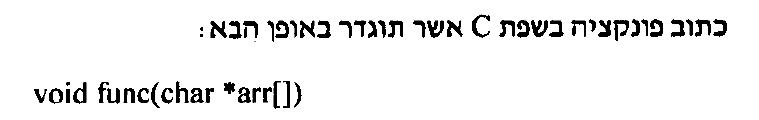 כתוב פונקציה בשפת C אשר תוגדר באופן הבא:
void func(char *arr[])